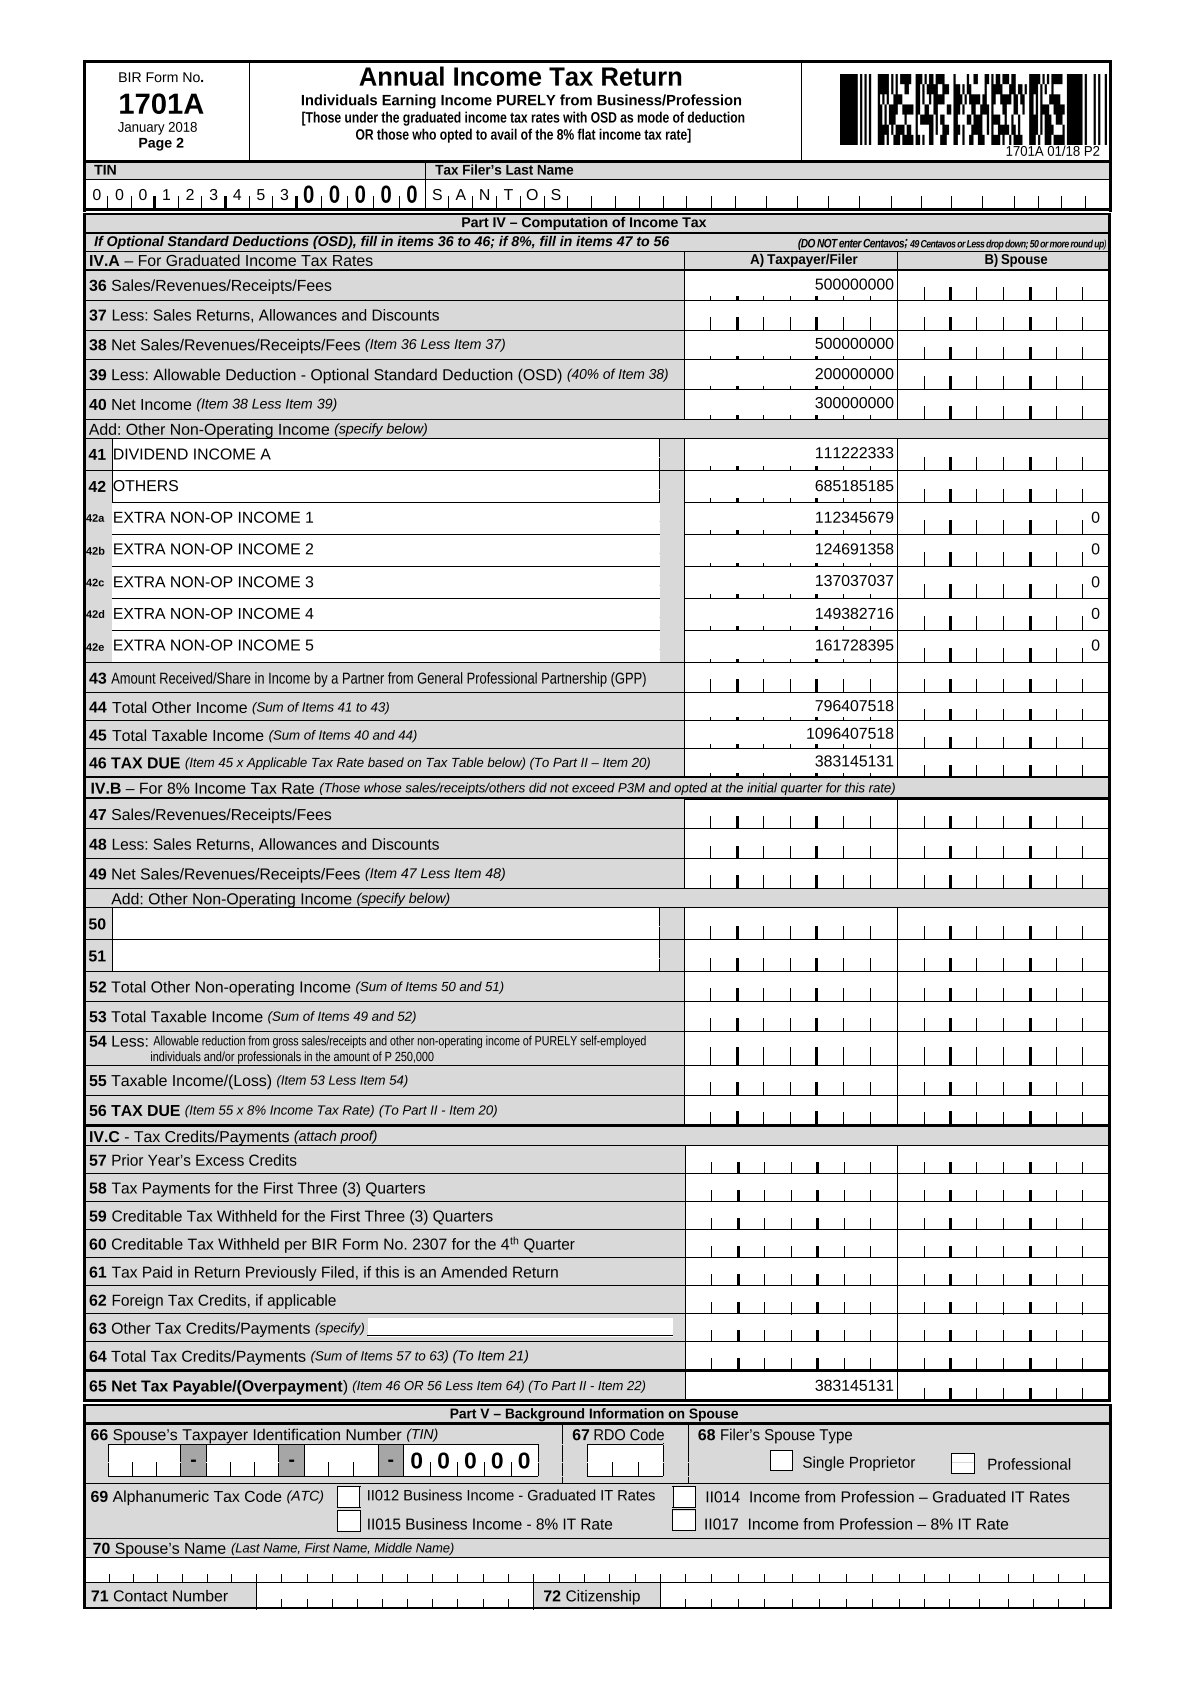 BIR Form No.
1701A
January 2018
Page 2
Annual Income Tax Return
Individuals Earning Income PURELY from Business/Profession
[Those under the graduated income tax rates with OSD as mode of deduction
OR those who opted to avail of the 8% flat income tax rate]
1701A 01/18 P2
TIN Tax Filer's Last Name
0 0 0 1 2 3 4 5 3 0 0 0 0 0 S A N T O S
Part IV – Computation of Income Tax
If Optional Standard Deductions (OSD), fill in items 36 to 46; if 8%, fill in items 47 to 56 (DO NOT enter Centavos; 49 Centavos or Less drop down; 50 or more round up)
IV.A – For Graduated Income Tax Rates A) Taxpayer/Filer B) Spouse
36 Sales/Revenues/Receipts/Fees 500000000
37 Less: Sales Returns, Allowances and Discounts
38 Net Sales/Revenues/Receipts/Fees (Item 36 Less Item 37) 500000000
39 Less: Allowable Deduction - Optional Standard Deduction (OSD) (40% of Item 38) 200000000
40 Net Income (Item 38 Less Item 39) 300000000
Add: Other Non-Operating Income (specify below)
41 DIVIDEND INCOME A 111222333
42 OTHERS 685185185
42a EXTRA NON-OP INCOME 1 112345679 0
42b EXTRA NON-OP INCOME 2 124691358 0
42c EXTRA NON-OP INCOME 3 137037037 0
42d EXTRA NON-OP INCOME 4 149382716 0
42e EXTRA NON-OP INCOME 5 161728395 0
43 Amount Received/Share in Income by a Partner from General Professional Partnership (GPP)
44 Total Other Income (Sum of Items 41 to 43) 796407518
45 Total Taxable Income (Sum of Items 40 and 44) 1096407518
46 TAX DUE (Item 45 x Applicable Tax Rate based on Tax Table below) (To Part II – Item 20) 383145131
IV.B – For 8% Income Tax Rate (Those whose sales/receipts/others did not exceed P3M and opted at the initial quarter for this rate)
47 Sales/Revenues/Receipts/Fees
48 Less: Sales Returns, Allowances and Discounts
49 Net Sales/Revenues/Receipts/Fees (Item 47 Less Item 48)
Add: Other Non-Operating Income (specify below)
50
51
52 Total Other Non-operating Income (Sum of Items 50 and 51)
53 Total Taxable Income (Sum of Items 49 and 52)
54 Less: Allowable reduction from gross sales/receipts and other non-operating income of PURELY self-employed
individuals and/or professionals in the amount of P 250,000
55 Taxable Income/(Loss) (Item 53 Less Item 54)
56 TAX DUE (Item 55 x 8% Income Tax Rate) (To Part II - Item 20)
IV.C - Tax Credits/Payments (attach proof)
57 Prior Year's Excess Credits
58 Tax Payments for the First Three (3) Quarters
59 Creditable Tax Withheld for the First Three (3) Quarters
60 Creditable Tax Withheld per BIR Form No. 2307 for the 4th Quarter
61 Tax Paid in Return Previously Filed, if this is an Amended Return
62 Foreign Tax Credits, if applicable
63 Other Tax Credits/Payments (specify)
64 Total Tax Credits/Payments (Sum of Items 57 to 63) (To Item 21)
65 Net Tax Payable/(Overpayment) (Item 46 OR 56 Less Item 64) (To Part II - Item 22) 383145131
Part V – Background Information on Spouse
66 Spouse's Taxpayer Identification Number (TIN) 67 RDO Code 68 Filer's Spouse Type
- - - 0 0 0 0 0 Single Proprietor Professional
69 Alphanumeric Tax Code (ATC) II012 Business Income - Graduated IT Rates II014 Income from Profession – Graduated IT Rates
II015 Business Income - 8% IT Rate II017 Income from Profession – 8% IT Rate
70 Spouse's Name (Last Name, First Name, Middle Name)
71 Contact Number 72 Citizenship